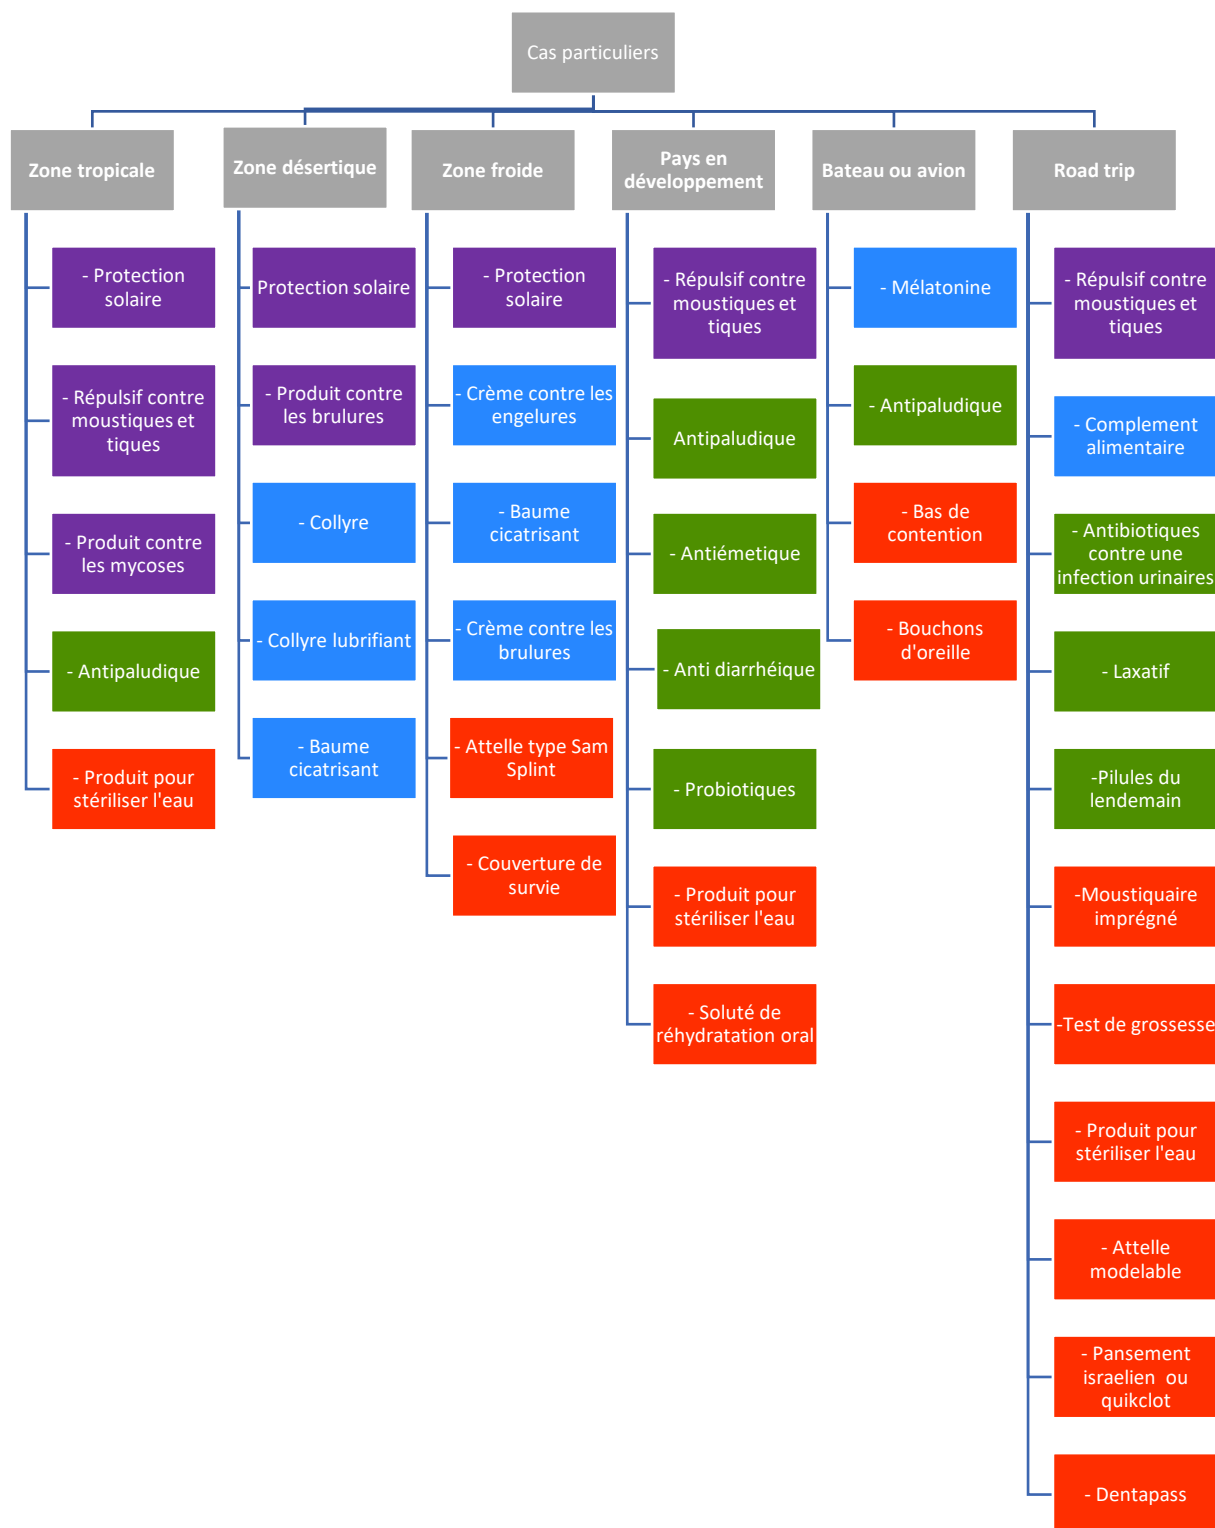 Cas particuliers
Zone tropicale
- Protection
solaire
- Répulsif contre
moustiques et
tiques
- Produit contre
les mycoses
- Antipaludique
- Produit pour
stériliser l'eau
Zone désertique
Protection solaire
- Produit contre
les brulures
- Collyre
- Collyre lubrifiant
- Baume
cicatrisant
Zone froide
- Protection
solaire
- Crème contre les
engelures
- Baume
cicatrisant
- Crème contre les
brulures
- Attelle type Sam
Splint
- Couverture de
survie
Pays en
développement
- Répulsif contre
moustiques et
tiques
Antipaludique
- Antiémetique
- Anti diarrhéique
- Probiotiques
- Produit pour
stériliser l'eau
- Soluté de
réhydratation oral
Bateau ou avion
- Mélatonine
- Antipaludique
- Bas de
contention
- Bouchons
d'oreille
Road trip
- Répulsif contre
moustiques et
tiques
- Complement
alimentaire
- Antibiotiques
contre une
infection urinaires
- Laxatif
-Pilules du
lendemain
-Moustiquaire
imprégné
-Test de grossesse
- Produit pour
stériliser l'eau
- Attelle
modelable
- Pansement
israelien ou
quikclot
- Dentapass